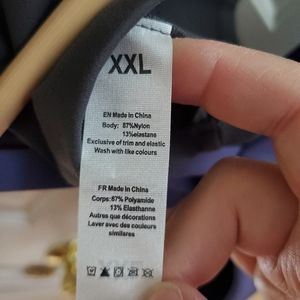 XXL
EN Made in China
Body: 87%Nylon
13%elastane
Exclusive of trim and elastic
Wash with like colours
FR Made in China
Corps:87% Polyamide
13% Elasthanne
Autres que décorations
Laver avec des couleurs
similaires